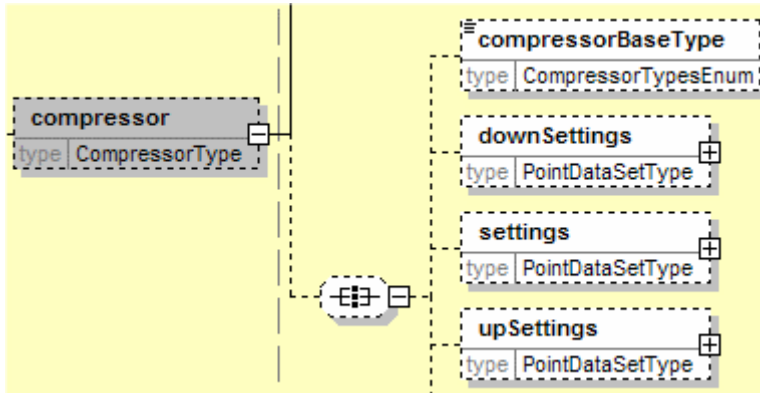 compressorBaseType
type CompressorTypesEnum
compressor
type CompressorType
downSettings
type PointDataSetType
settings
type PointDataSetType
upSettings
type PointDataSetType